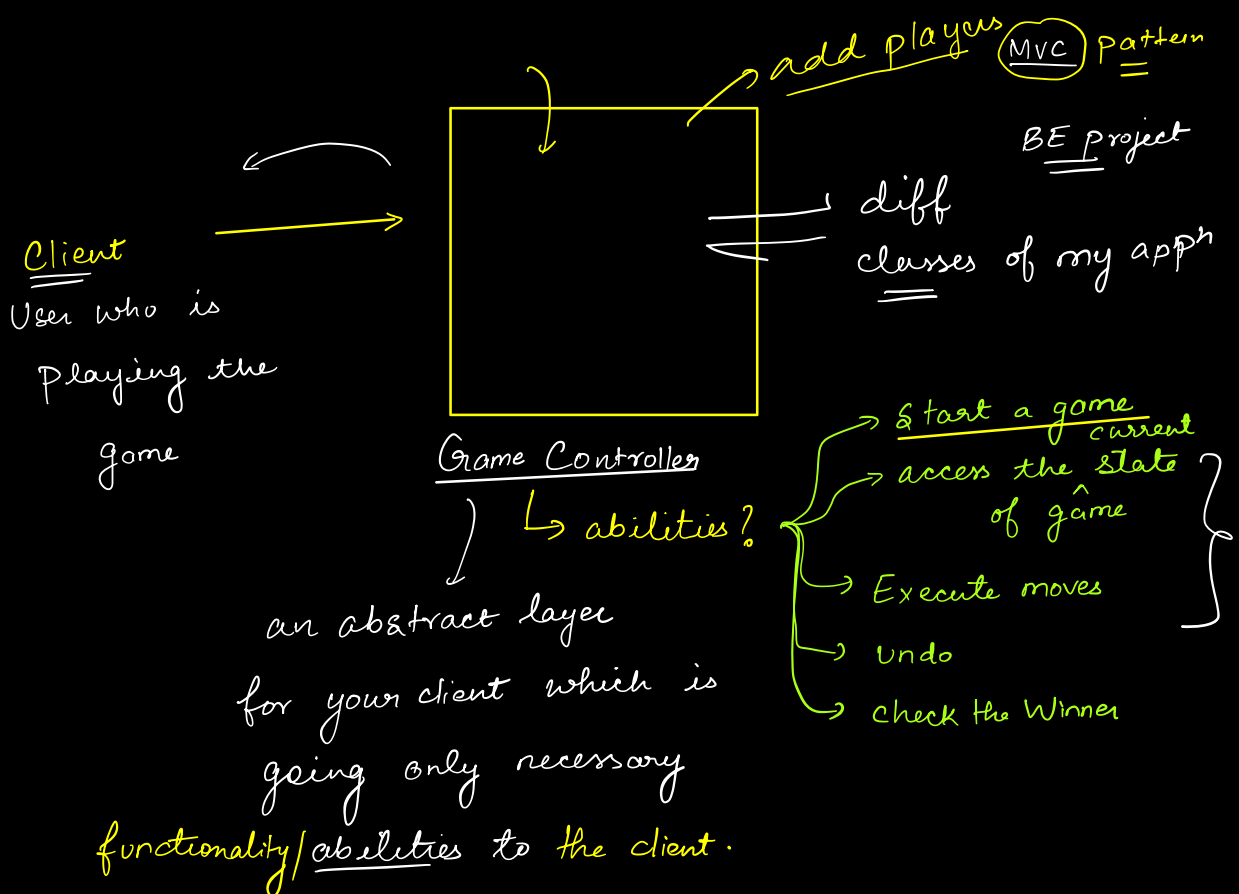 add players
MVC pattern
BE project
diff
classes of my appn
Client
User who is
playing the
game
Game Controller
abilities?
Start a game
current
access the state
of game
Execute moves
undo
check the Winner
an abstract layer
for your client which is
going only necessary
functionality/abilities to the client.